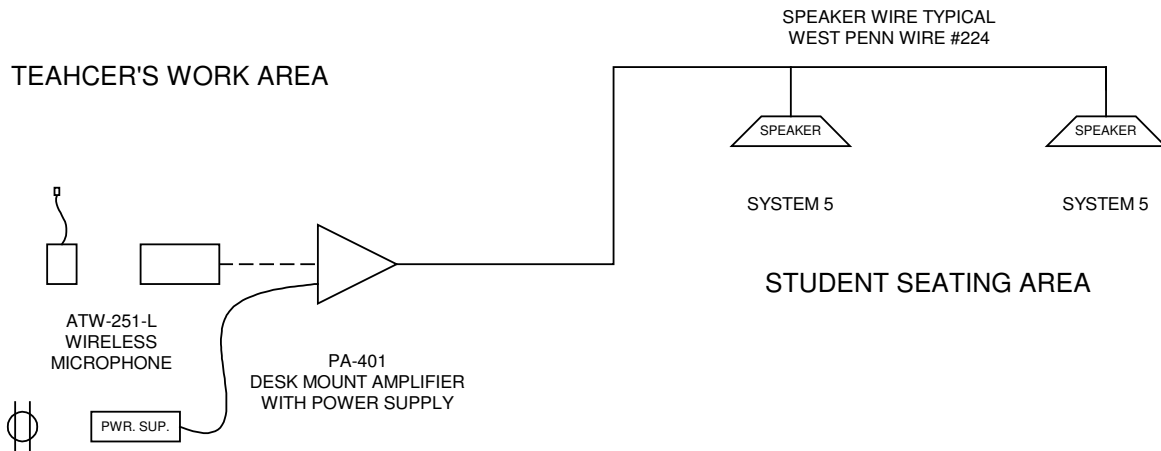 SPEAKER WIRE TYPICAL
WEST PENN WIRE #224
TEAHCER'S WORK AREA
SPEAKER
SPEAKER
SYSTEM 5
SYSTEM 5
STUDENT SEATING AREA
ATW-251-L
WIRELESS
MICROPHONE
PA-401
DESK MOUNT AMPLIFIER
WITH POWER SUPPLY
PWR. SUP.